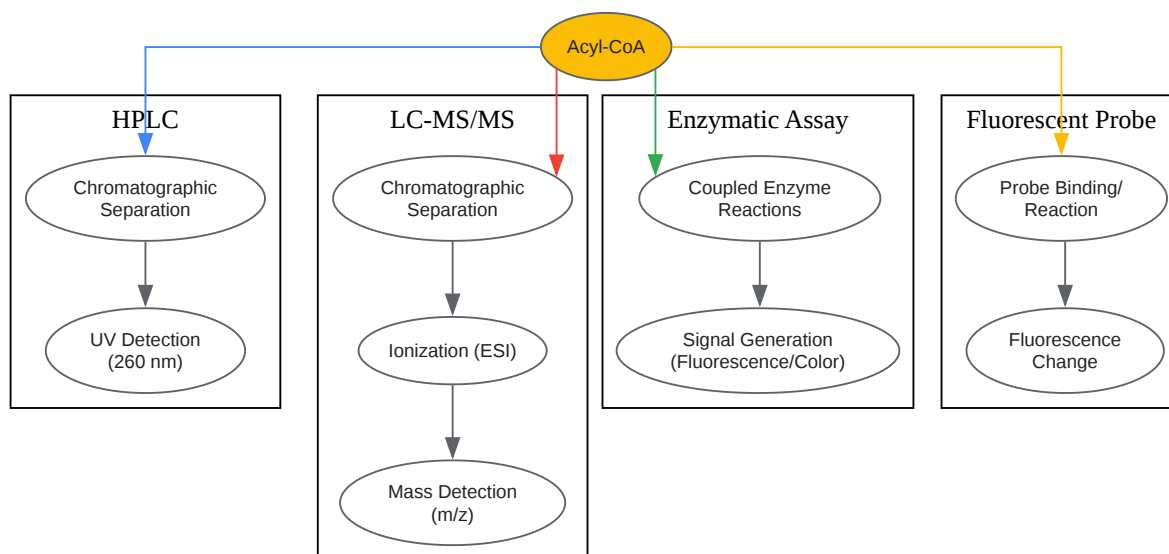 Acyl-CoA
HPLC
Chromatographic
Separation
UV Detection
(260 nm)
LC-MS/MS
Chromatographic
Separation
Ionization (ESI)
Mass Detection
(m/z)
Enzymatic Assay
Coupled Enzyme
Reactions
Signal Generation
(Fluorescence/Color)
Fluorescent Probe
Probe Binding/
Reaction
Fluorescence
Change